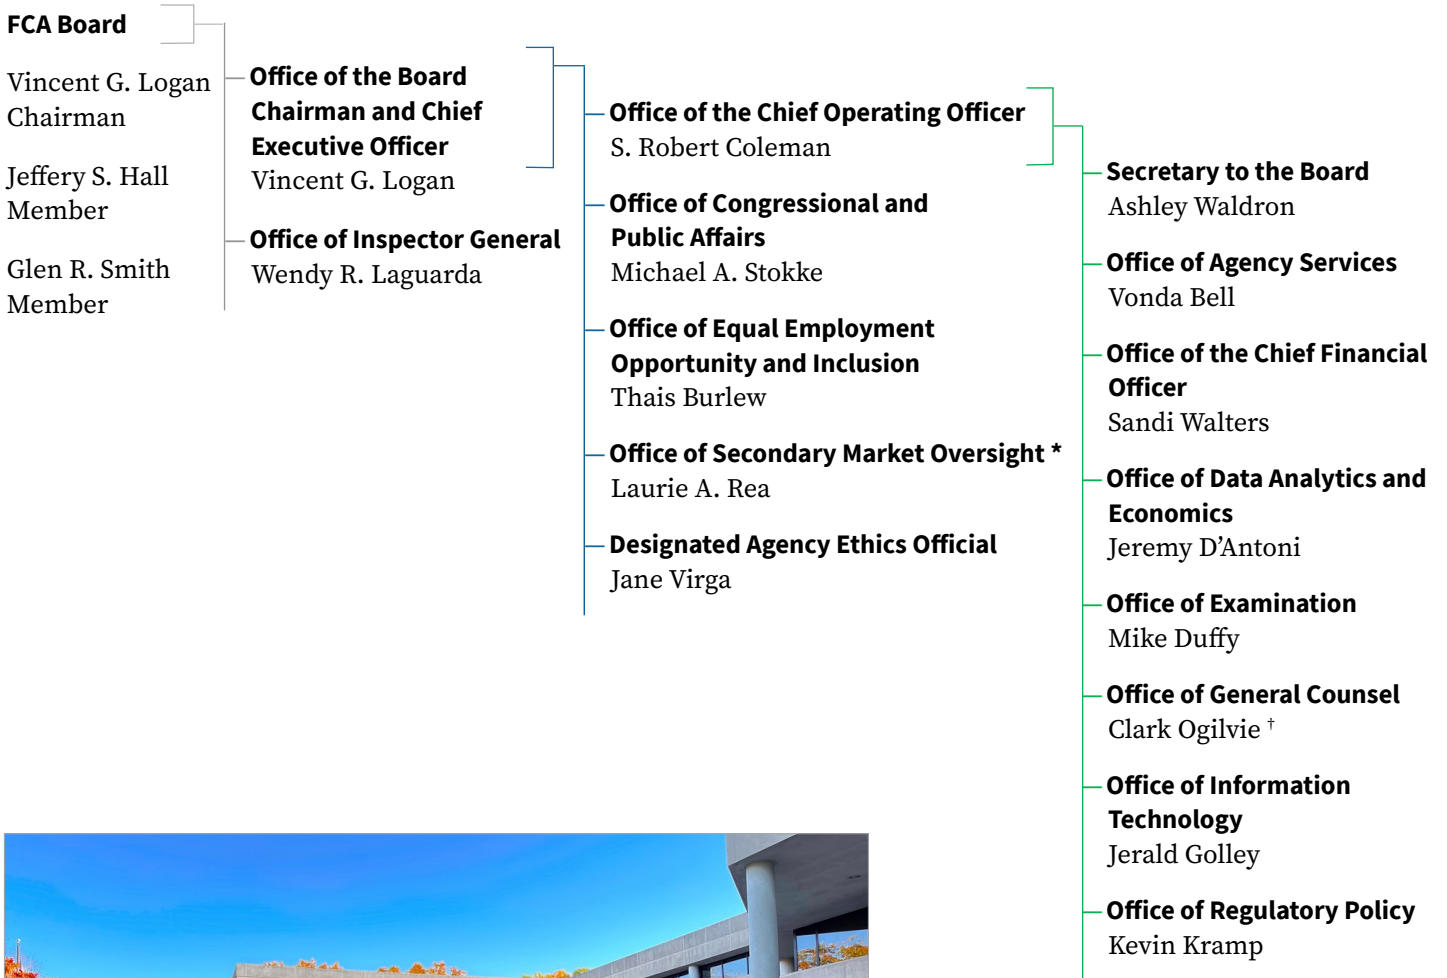 FCA Board
Vincent G. Logan
Chairman
Jeffery S. Hall
Member
Glen R. Smith
Member
Office of the Board
Chairman and Chief
Executive Officer
Vincent G. Logan
Office of Inspector General
Wendy R. Laguarda
Office of the Chief Operating Officer
S. Robert Coleman
Office of Congressional and
Public Affairs
Michael A. Stokke
Office of Equal Employment
Opportunity and Inclusion
Thais Burlew
Office of Secondary Market Oversight *
Laurie A. Rea
Designated Agency Ethics Official
Jane Virga
Secretary to the Board
Ashley Waldron
Office of Agency Services
Vonda Bell
Office of the Chief Financial
Officer
Sandi Walters
Office of Data Analytics and
Economics
Jeremy D’Antoni
Office of Examination
Mike Duffy
Office of General Counsel
Clark Ogilvie †
Office of Information
Technology
Jerald Golley
Office of Regulatory Policy
Kevin Kramp